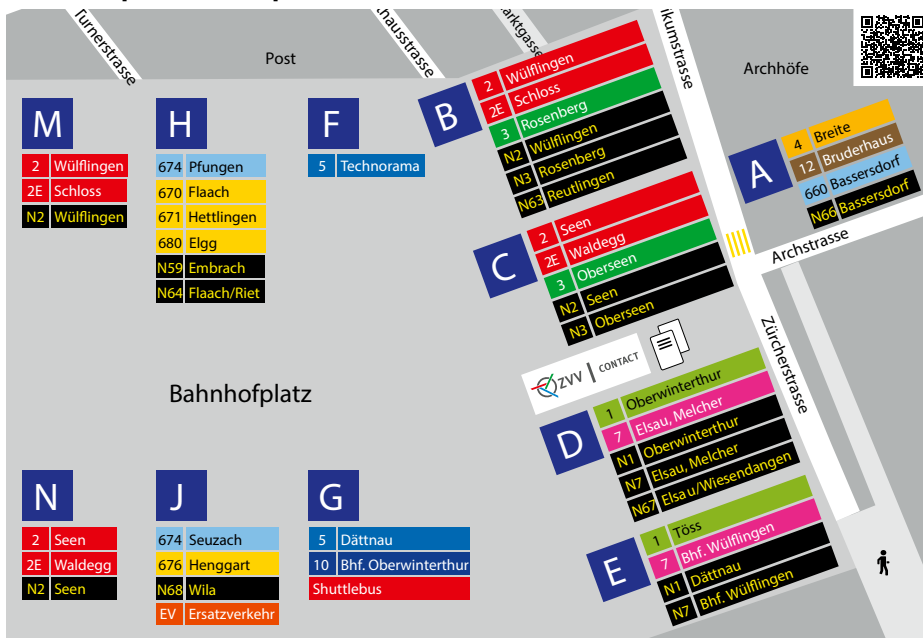 Turnerstrasse
Post
hausstrasse
arktgasse
ikumstrasse
Archhöfe
M
2 Wülflingen
2E Schloss
N2 Wülflingen
H
674 Pfungen
670 Flaach
671 Hettlingen
680 Elgg
N59 Embrach
N64 Flaach/Riet
F
5 Technorama
B
2 Wülflingen
2E Schloss
3 Rosenberg
N2 Wülflingen
N3 Rosenberg
N63 Reutlingen
A
4 Breite
12 Bruderhaus
660 Bassersdorf
N66 Bassersdorf
Archstrasse
C
2 Seen
2E Waldegg
3 Oberseen
N2 Seen
N3 Oberseen
Zürcherstrasse
ZVV CONTACT
Bahnhofplatz
D
1 Oberwinterthur
7 Elsau, Melcher
N1 Oberwinterthur
N7 Elsau, Melcher
N67 Elsau/Wiesendangen
N
2 Seen
2E Waldegg
N2 Seen
J
674 Seuzach
676 Henggart
N68 Wila
EV Ersatzverkehr
G
5 Dättnau
10 Bhf. Oberwinterthur
Shuttlebus
E
1 Töss
7 Bhf. Wülflingen
N1 Dättnau
N7 Bhf. Wülflingen